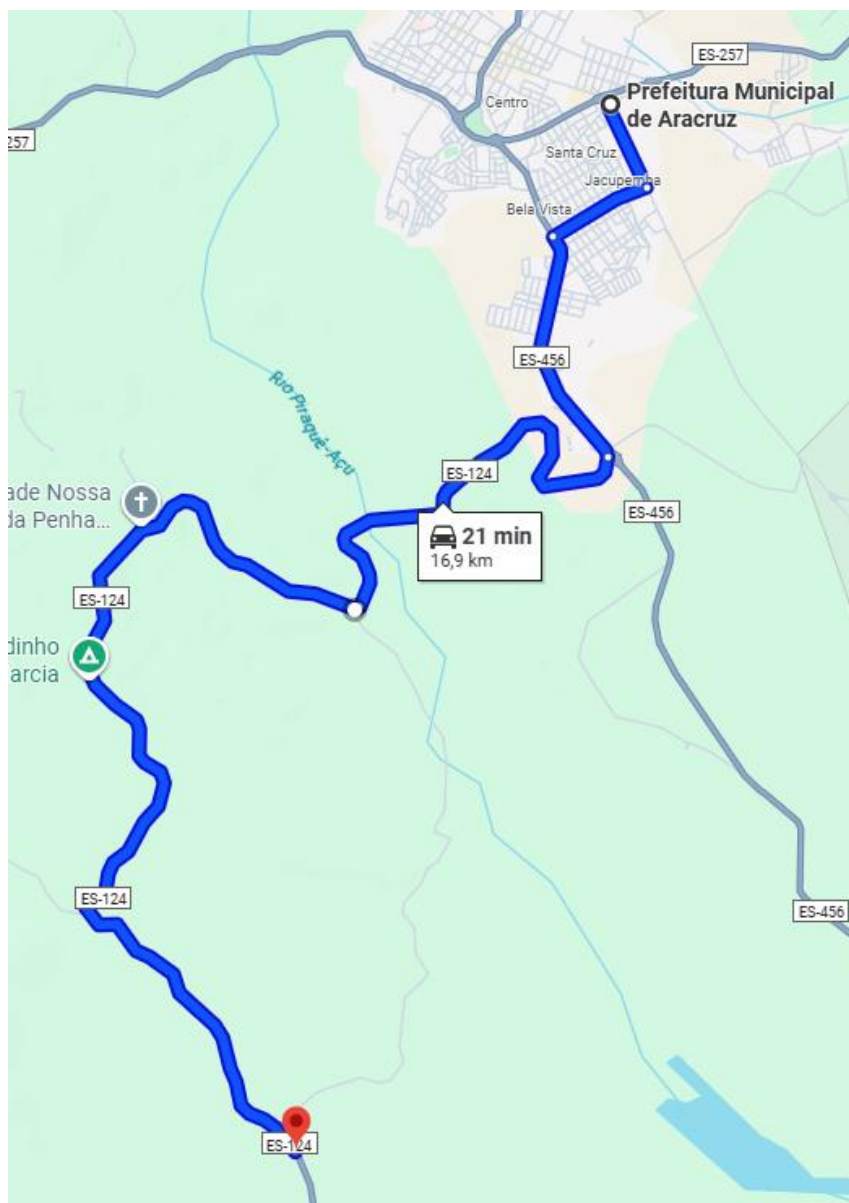 ES-257
Prefeitura Municipal
de Aracruz
Centro
257
Santa Cruz
Jacupemba
Bela Vista
ES-456
Rio Piraquê-Açu
ES-124
ade Nossa
da Penha...
ES-456
21 min
16,9 km
ES-124
dinho
arcia
ES-124
ES-456
ES-124